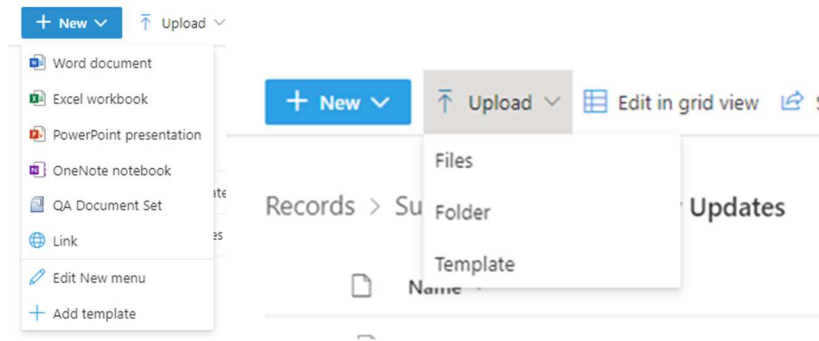 New
Upload
Word document
Excel workbook
PowerPoint presentation
OneNote notebook
QA Document Set
Link
Edit New menu
Add template
New
Upload
Edit in grid view
Files
Folder
Template
Records > Su
Updates
Name